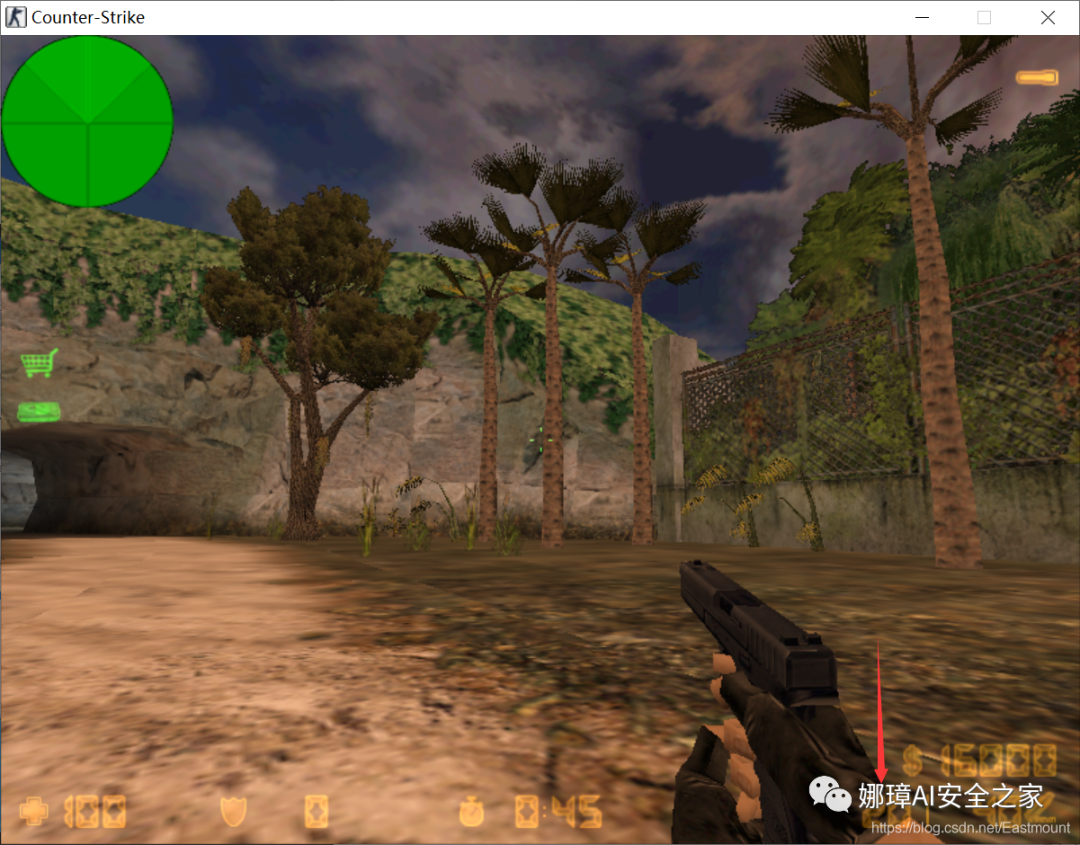 Counter-Strike
100
0
0:45
$ 16000
娜璋AI安全之家
https://blog.csdn.net/Eastmount